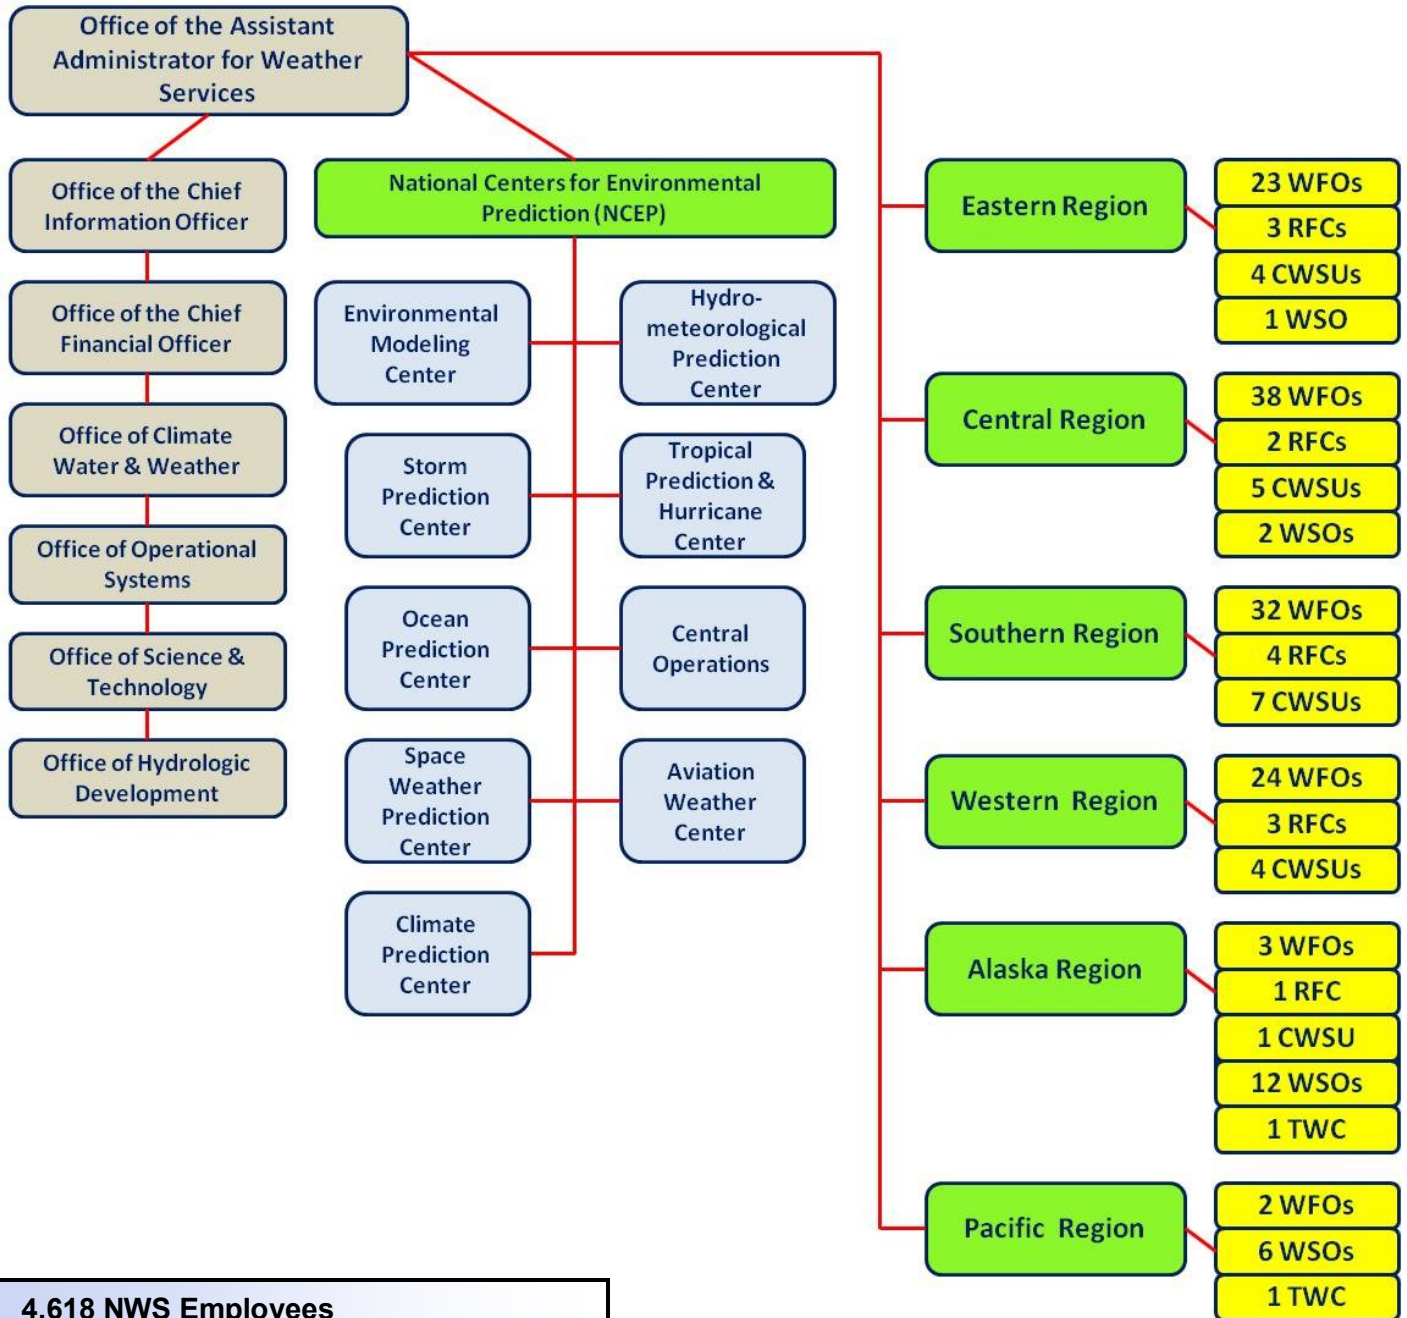 Office of the Assistant
Administrator for Weather
Services
Office of the Chief
Information Officer
Office of the Chief
Financial Officer
Office of Climate
Water & Weather
Office of Operational
Systems
Office of Science &
Technology
Office of Hydrologic
Development
National Centers for Environmental
Prediction (NCEP)
Environmental
Modeling
Center
Hydro-
meteorological
Prediction
Center
Storm
Prediction
Center
Tropical
Prediction &
Hurricane
Center
Ocean
Prediction
Center
Central
Operations
Space
Weather
Prediction
Center
Aviation
Weather
Center
Climate
Prediction
Center
Eastern Region
23 WFOs
3 RFCs
4 CWSUs
1 WSO
Central Region
38 WFOs
2 RFCs
5 CWSUs
2 WSOs
Southern Region
32 WFOs
4 RFCs
7 CWSUs
Western Region
24 WFOs
3 RFCs
4 CWSUs
Alaska Region
3 WFOs
1 RFC
1 CWSU
12 WSOs
1 TWC
Pacific Region
2 WFOs
6 WSOs
1 TWC
4,618 NWS Employees